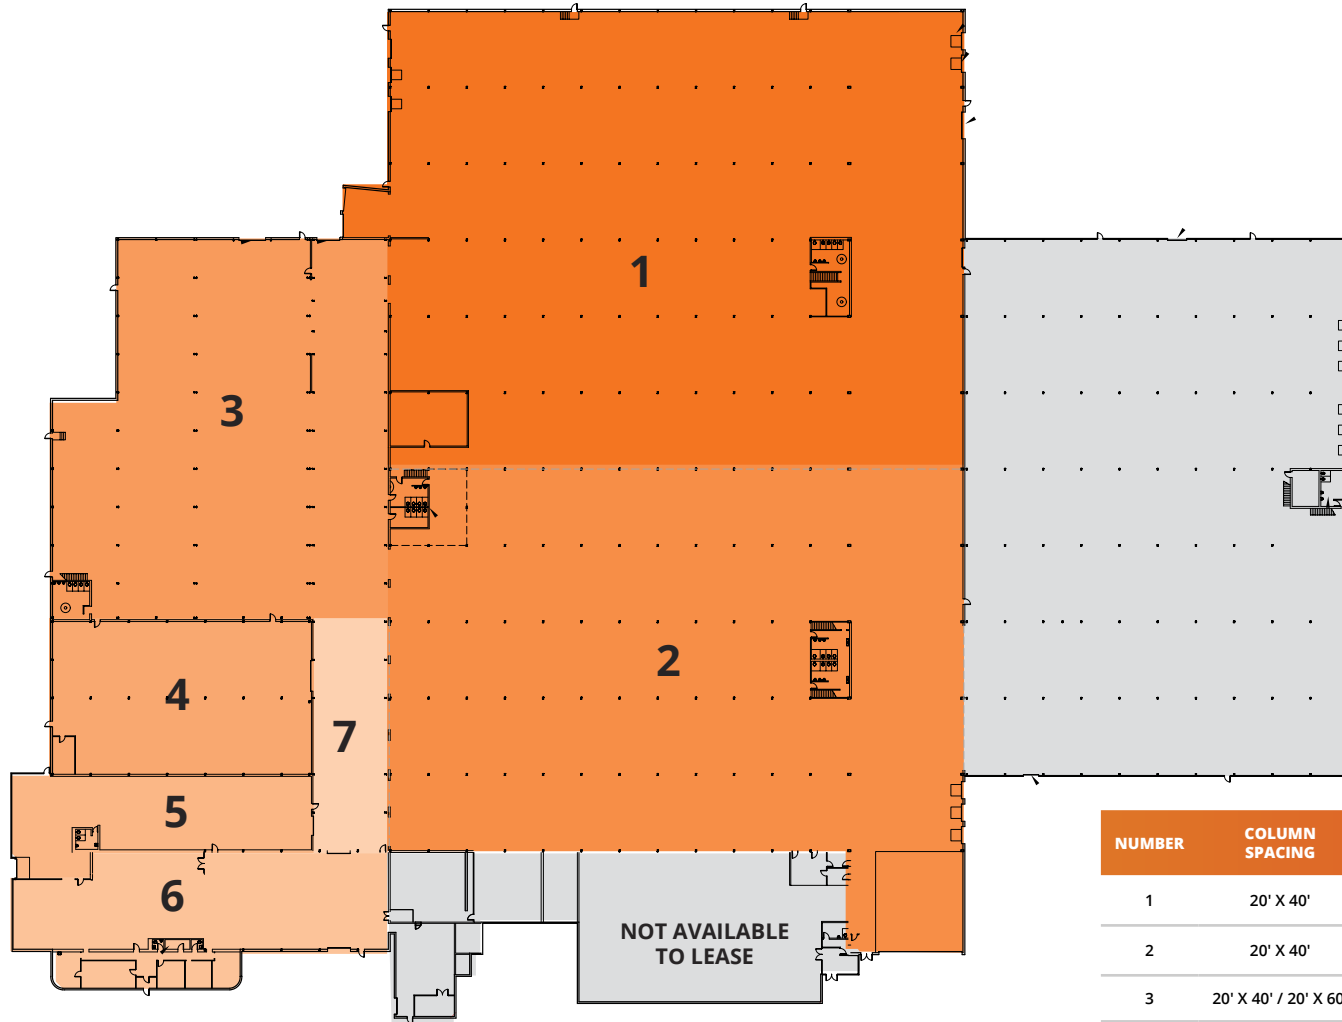 1
3
2
4
7
5
6
NOT AVAILABLE
TO LEASE
NUMBER COLUMN
SPACING
1 20' X 40'
2 20' X 40'
3 20' X 40' / 20' X 60